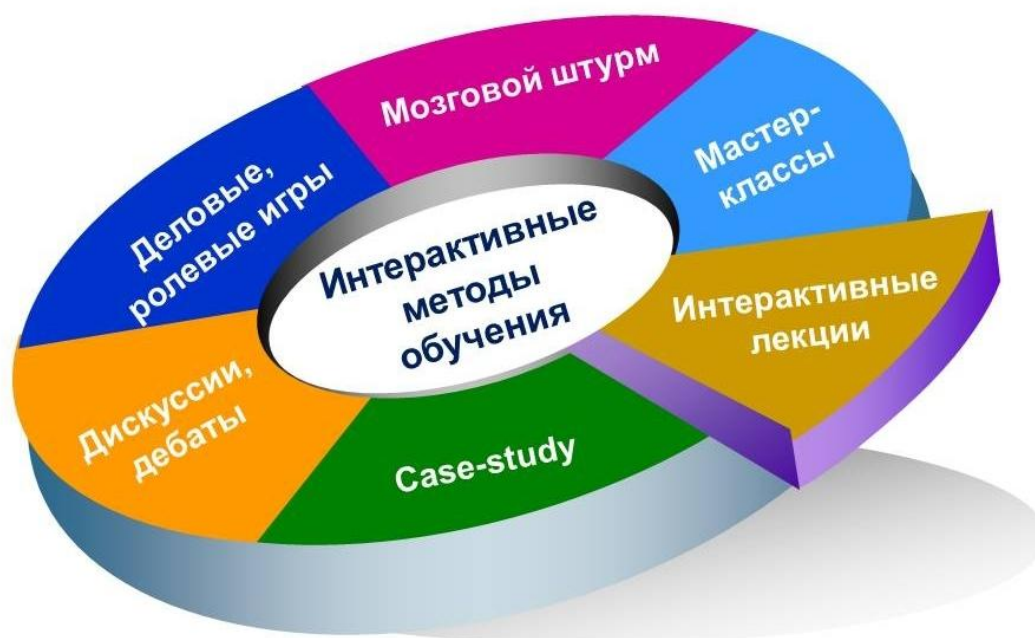 Мозговой штурм
Мастер-
классы
Деловые,
ролевые игры
Интерактивные
методы
обучения
Интерактивные
лекции
Дискуссии,
дебаты
Case-study